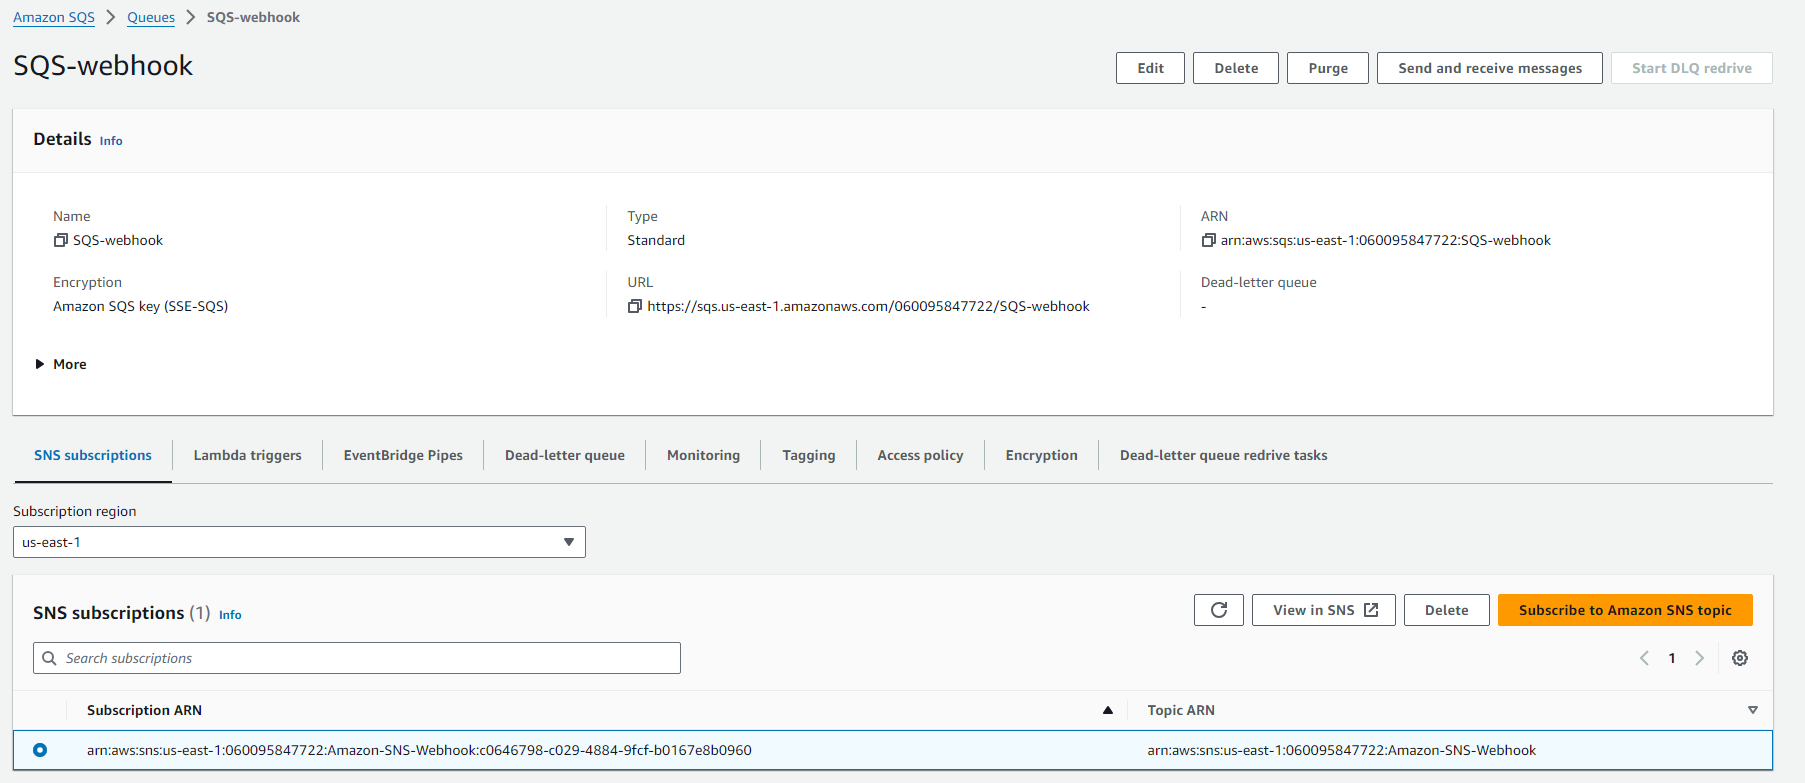 Amazon SQS > Queues > SQS-webhook
SQS-webhook
Edit
Delete
Purge
Send and receive messages
Start DLQ redrive
Details Info
Name
SQS-webhook
Type
Standard
ARN
arn:aws:sqs:us-east-1:060095847722:SQS-webhook
Encryption
Amazon SQS key (SSE-SQS)
URL
https://sqs.us-east-1.amazonaws.com/060095847722/SQS-webhook
Dead-letter queue
-
More
SNS subscriptions
Lambda triggers
EventBridge Pipes
Dead-letter queue
Monitoring
Tagging
Access policy
Encryption
Dead-letter queue redrive tasks
Subscription region
us-east-1
SNS subscriptions (1) Info
View in SNS
Delete
Subscribe to Amazon SNS topic
Search subscriptions
1
Subscription ARN
Topic ARN
arn:aws:sns:us-east-1:060095847722:Amazon-SNS-Webhook:c0646798-c029-4884-9fcf-b0167e8b0960
arn:aws:sns:us-east-1:060095847722:Amazon-SNS-Webhook